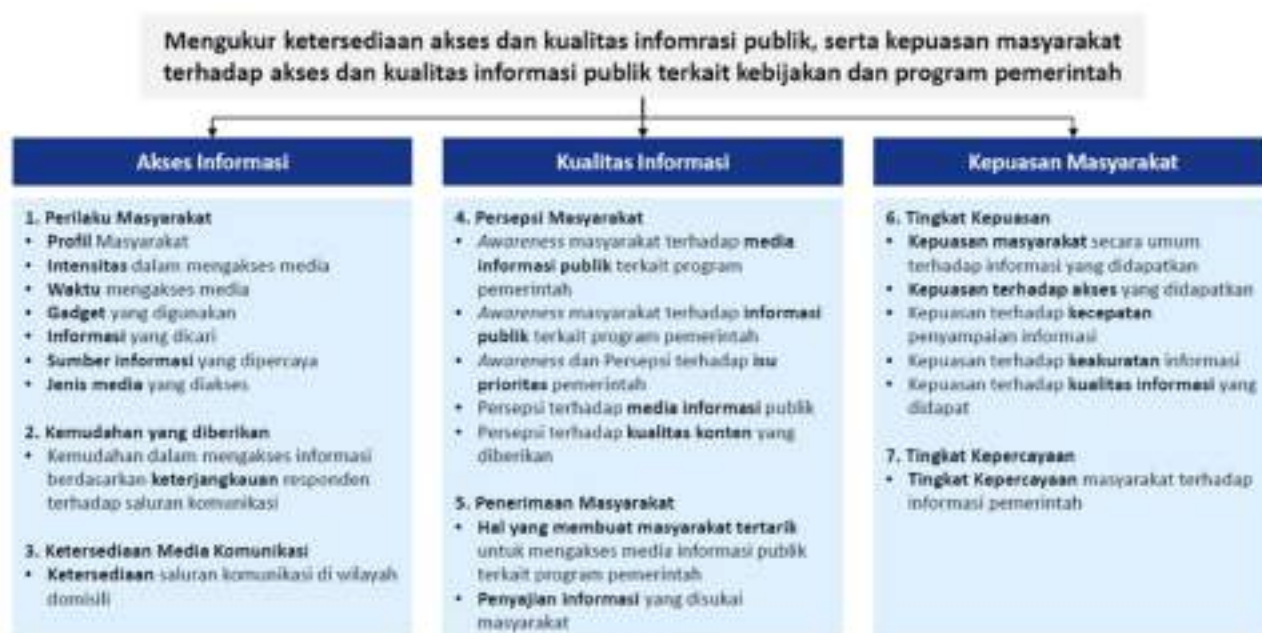 Mengukur ketersediaan akses dan kualitas infomrasi publik, serta kepuasan masyarakat
terhadap akses dan kualitas informasi publik terkait kebijakan dan program pemerintah
Akses Informasi
1. Perilaku Masyarakat
• Profil Masyarakat
• Intensitas dalam mengakses media
• Waktu mengakses media
• Gadget yang digunakan
• Informasi yang dicari
• Sumber informasi yang dipercaya
• Jenis media yang diakses
2. Kemudahan yang diberikan
• Kemudahan dalam mengakses informasi
berdasarkan keterjangkauan responden
terhadap saluran komunikasi
3. Ketersediaan Media Komunikasi
• Ketersediaan saluran komunikasi di wilayah
domisili
Kualitas Informasi
4. Persepsi Masyarakat
• Awareness masyarakat terhadap media
informasi publik terkait program
pemerintah
• Awareness masyarakat terhadap informasi
publik terkait program pemerintah
• Awareness dan Persepsi terhadap isu
prioritas pemerintah
• Persepsi terhadap media informasi publik
• Persepsi terhadap kualitas konten yang
diberikan
5. Penerimaan Masyarakat
• Hal yang membuat masyarakat tertarik
untuk mengakses media informasi publik
terkait program pemerintah
• Penyajian informasi yang disukai
masyarakat
Kepuasan Masyarakat
6. Tingkat Kepuasan
• Kepuasan masyarakat secara umum
terhadap informasi yang didapatkan
• Kepuasan terhadap akses yang didapatkan
• Kepuasan terhadap kecepatan
penyampaian informasi
• Kepuasan terhadap keakuratan informasi
• Kepuasan terhadap kualitas informasi yang
didapat
7. Tingkat Kepercayaan
• Tingkat Kepercayaan masyarakat terhadap
informasi pemerintah